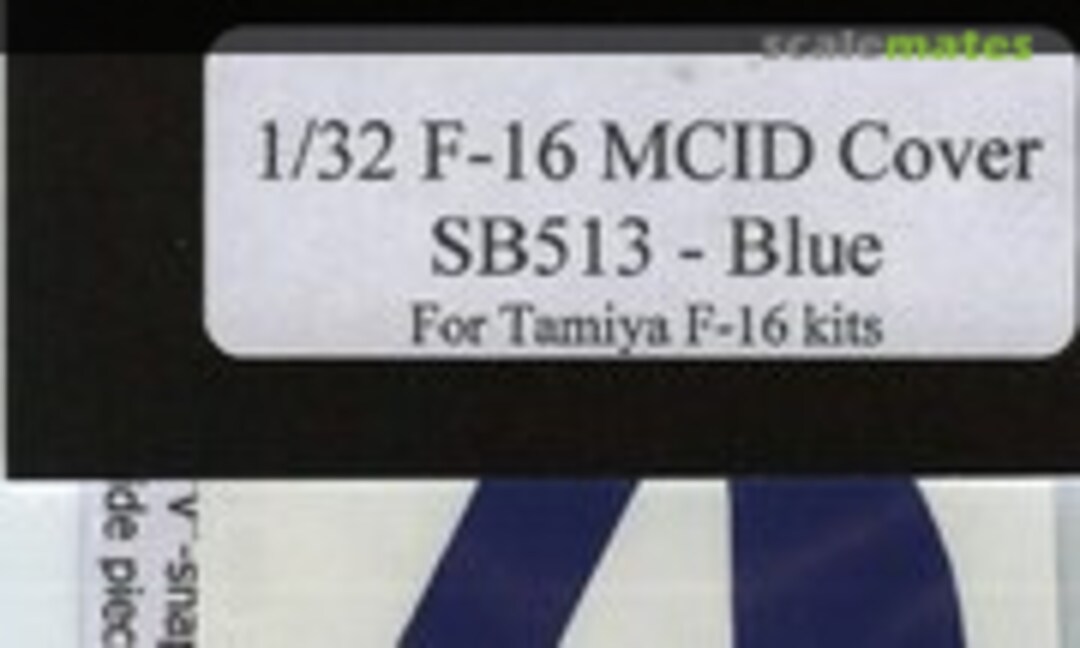 scalemates
1/32 F-16 MCID Cover
SB513 - Blue
For Tamiya F-16 kits